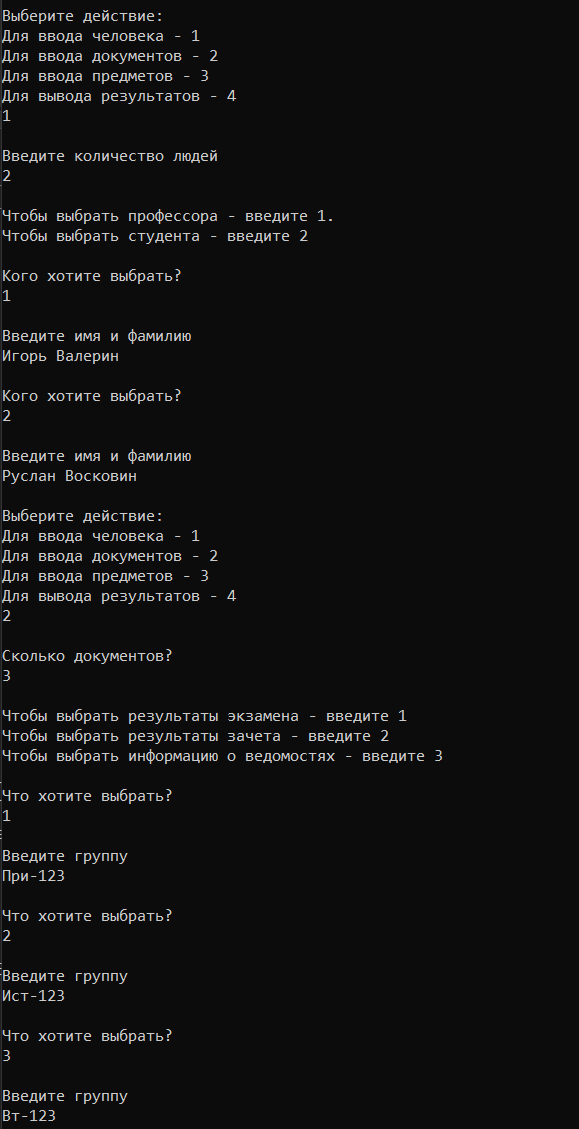 Выберите действие:
Для ввода человека - 1
Для ввода документов - 2
Для ввода предметов - 3
Для вывода результатов - 4
1
Введите количество людей
2
Чтобы выбрать профессора - введите 1.
Чтобы выбрать студента - введите 2
Кого хотите выбрать?
1
Введите имя и фамилию
Игорь Валерин
Кого хотите выбрать?
2
Введите имя и фамилию
Руслан Восковин
Выберите действие:
Для ввода человека - 1
Для ввода документов - 2
Для ввода предметов - 3
Для вывода результатов - 4
2
Сколько документов?
3
Чтобы выбрать результаты экзамена - введите 1
Чтобы выбрать результаты зачета - введите 2
Чтобы выбрать информацию о ведомостях - введите 3
Что хотите выбрать?
1
Введите группу
При-123
Что хотите выбрать?
2
Введите группу
Ист-123
Что хотите выбрать?
3
Введите группу
Вт-123